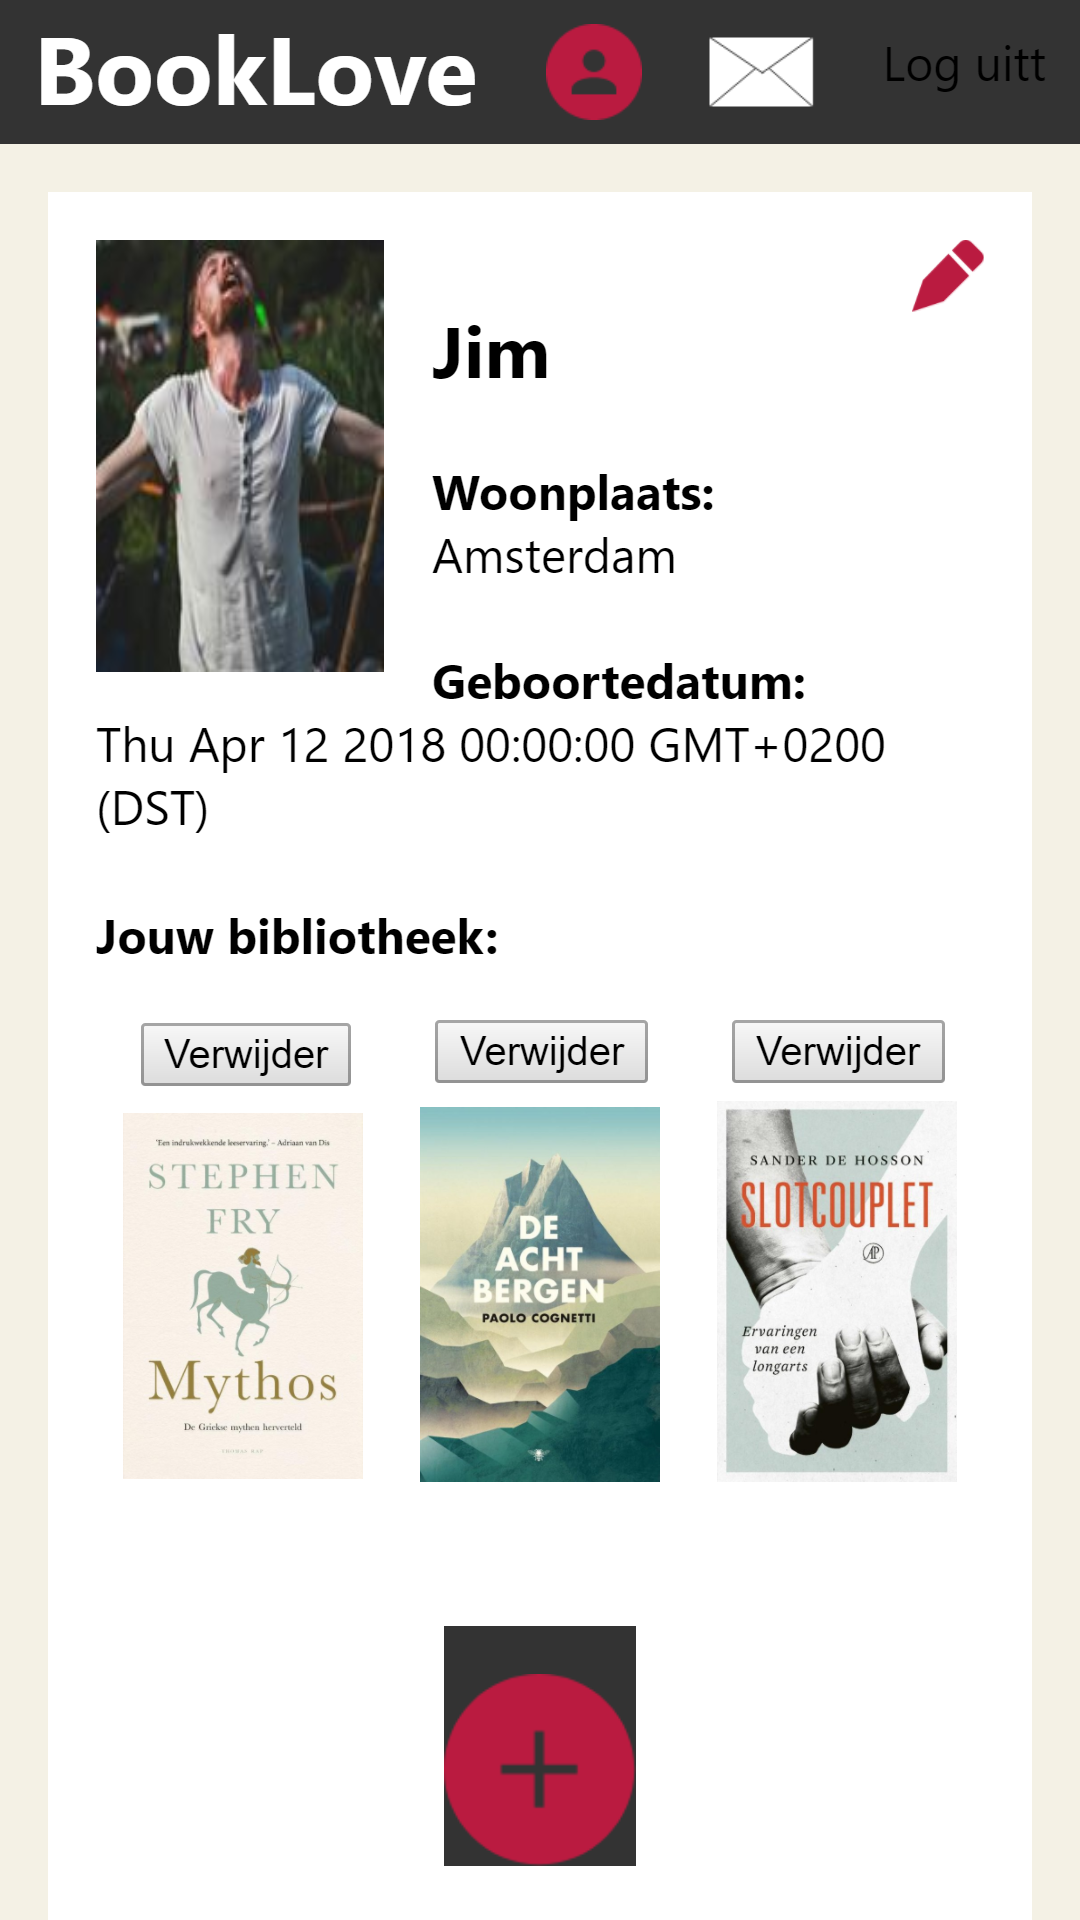 BookLove
Log uitt
Jim
Woonplaats:
Amsterdam
Geboortedatum:
Thu Apr 12 2018 00:00:00 GMT+0200
(DST)
Jouw bibliotheek:
Verwijder
Verwijder
Verwijder
'Een indrukwekkende leeservaring.' – Adriaan van Dis
STEPHEN
FRY
Mythos
De Griekse mythen herverteld
THOMAS RAP
DE
ACHT
BERGEN
PAOLO COGNETTI
SANDER DE HOSSON
SLOTCOUPLET
AP
Ervaringen
van een
longarts